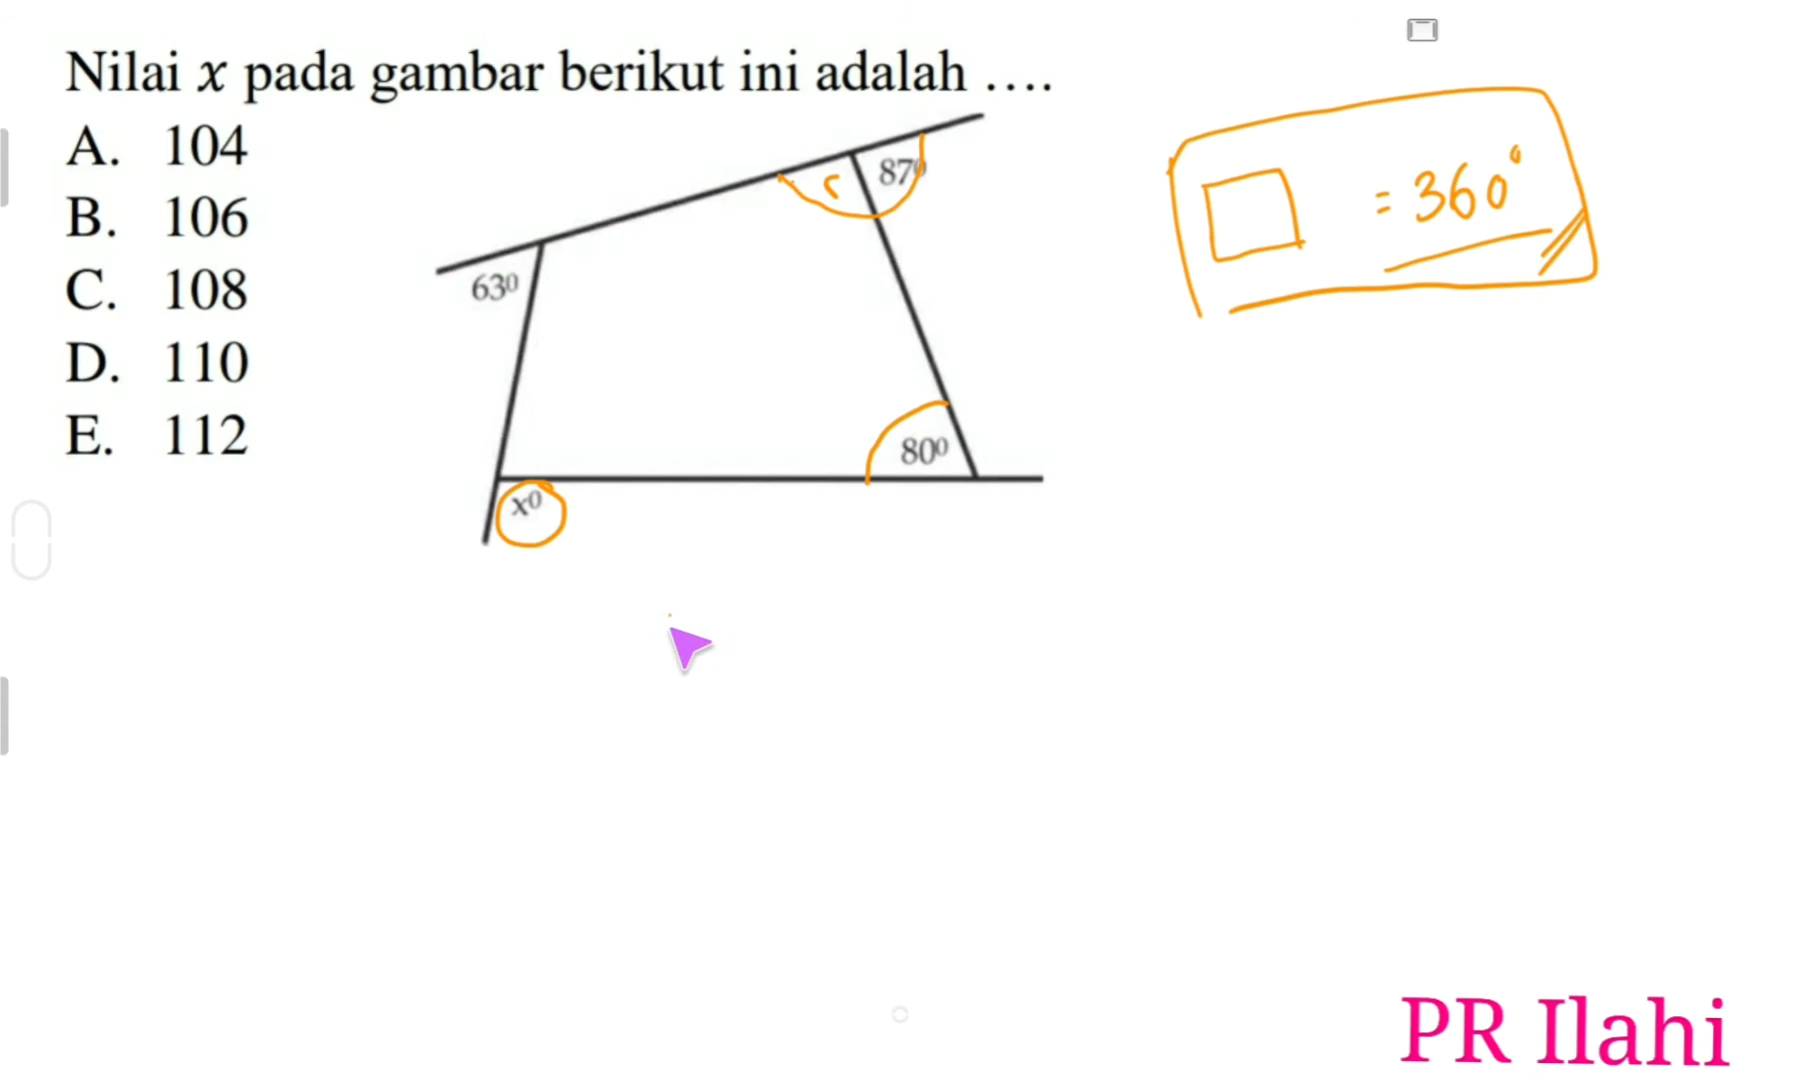 Nilai x pada gambar berikut ini adalah ....
A. 104
B. 106
C. 108
D. 110
E. 112
87⁰
63⁰
80⁰
x⁰
= 360°
PR Ilahi